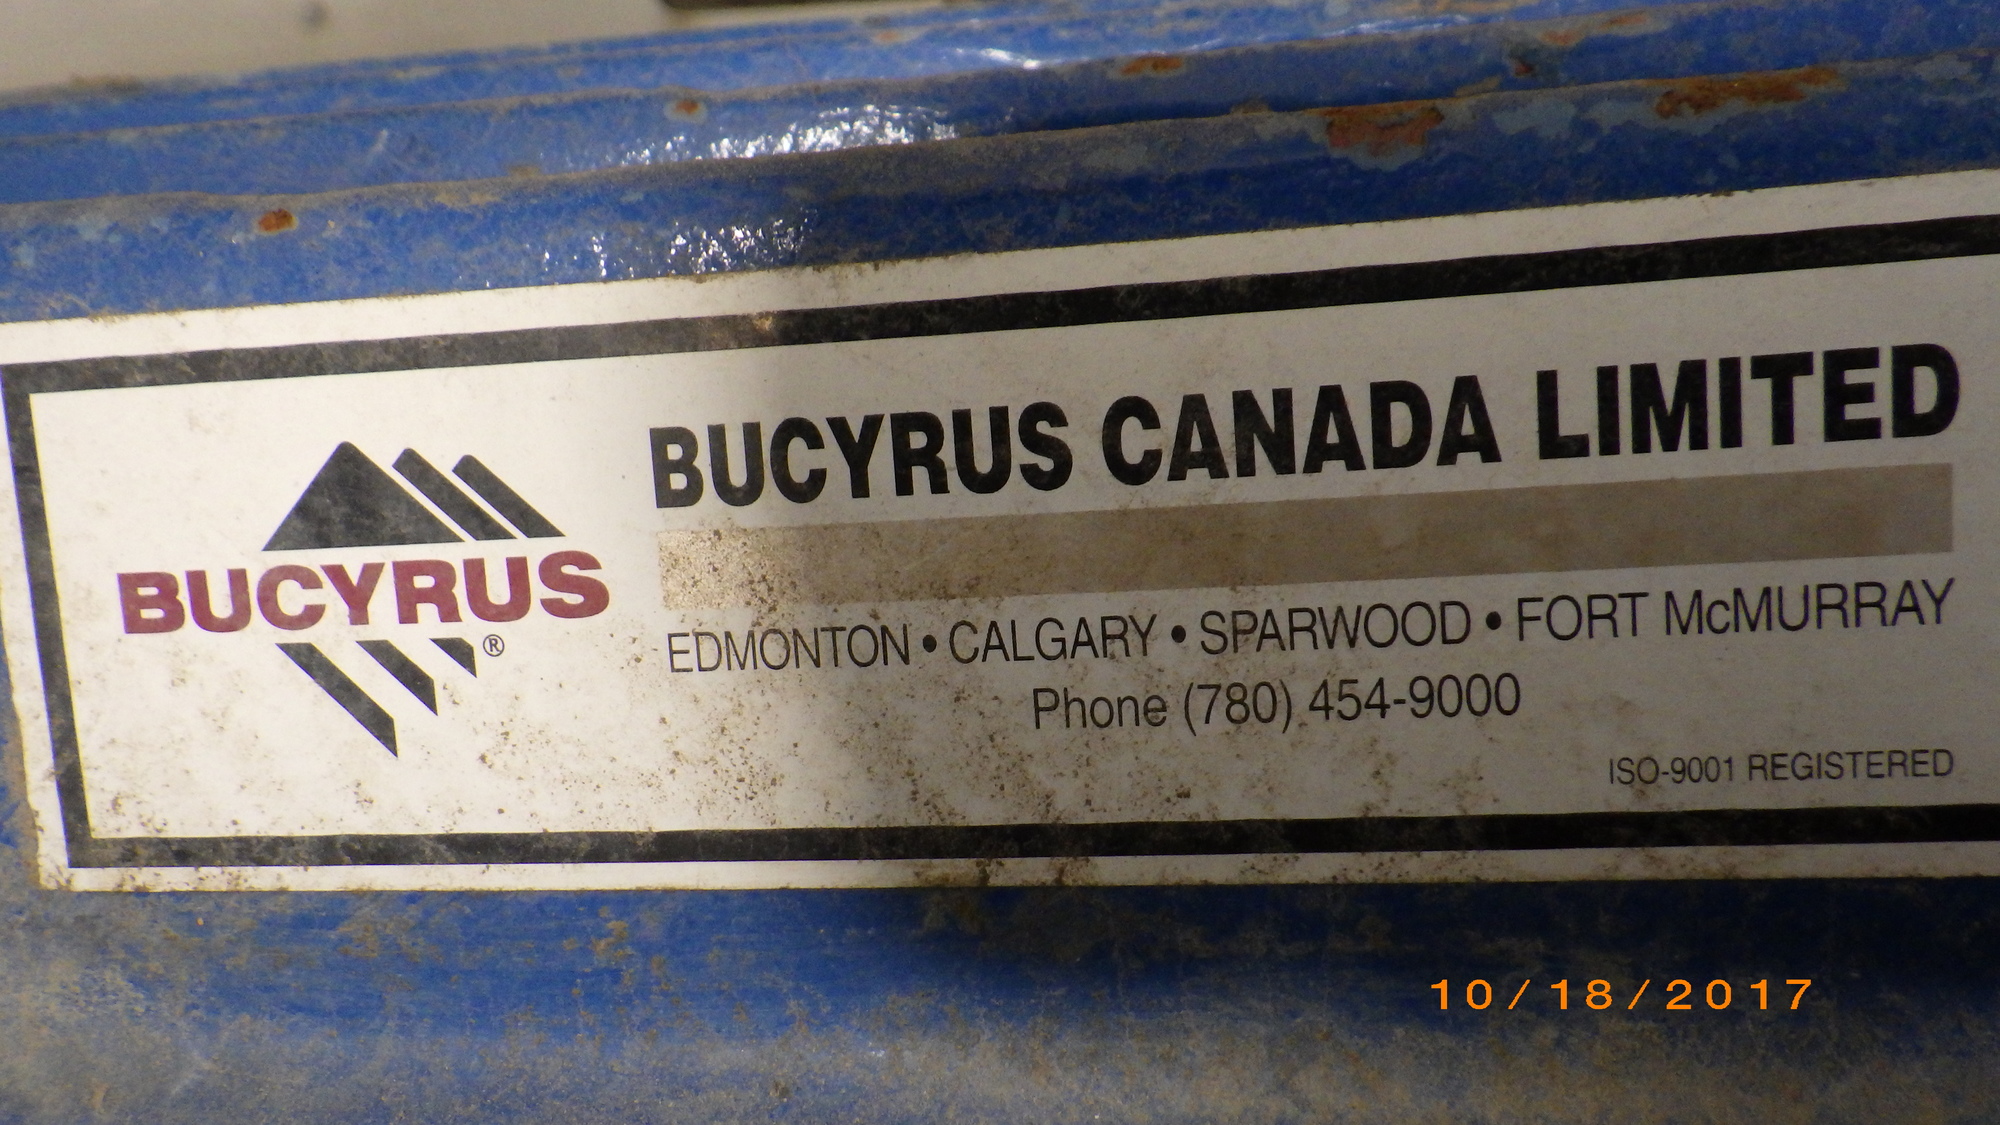 BUCYRUS®
BUCYRUS CANADA LIMITED
EDMONTON • CALGARY • SPARWOOD • FORT McMURRAY
Phone (780) 454-9000
ISO-9001 REGISTERED
10/18/2017